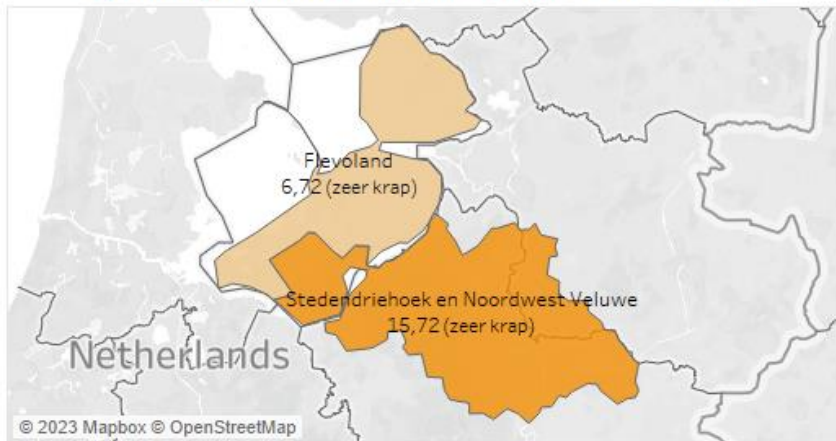 Flevoland
6,72 (zeer krap)
Stedendriehoek en Noordwest Veluwe
15,72 (zeer krap)
Netherlands
© 2023 Mapbox © OpenStreetMap